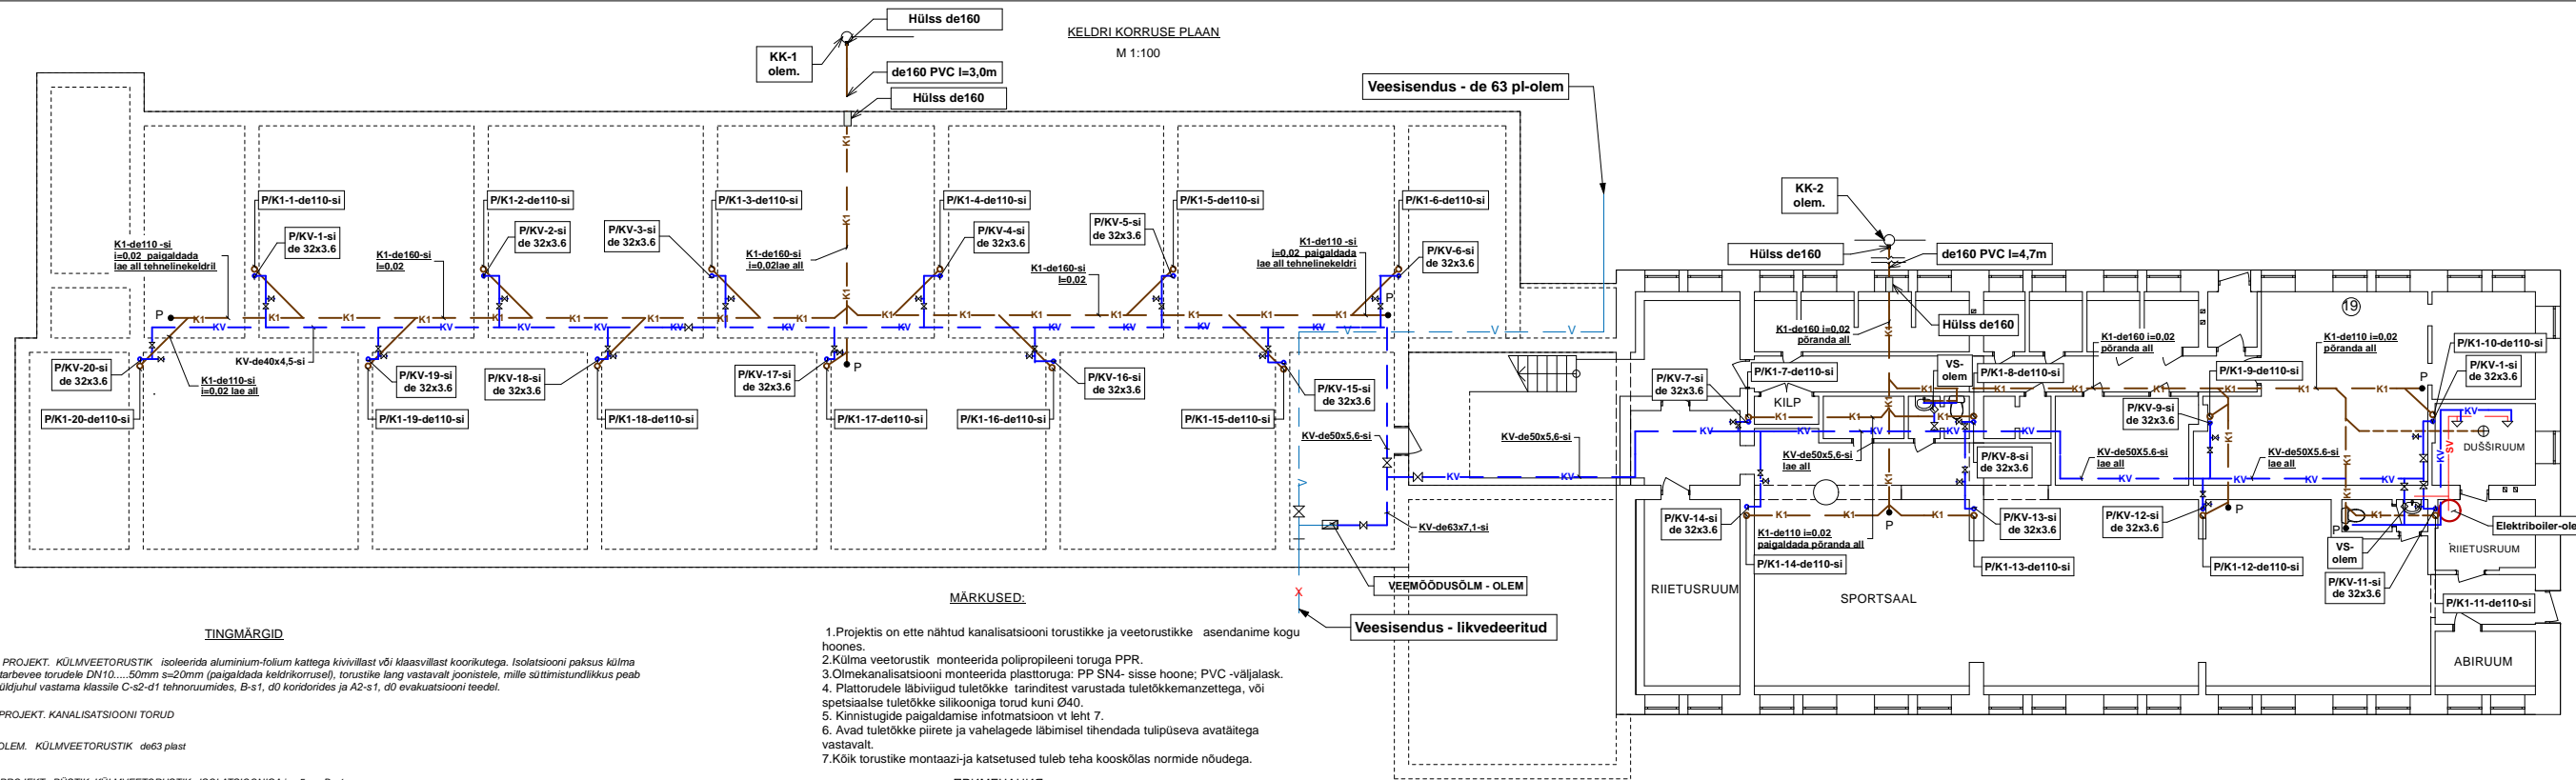 KELDRI KORRUSE PLAAN
M 1:100
Hülss de160
KK-1
olem.
de160 PVC l=3,0m
Hülss de160
Veesisendus - de 63 pl-olem
K1
K1
K1
P/K1-1-de110-si
P/KV-1-si
de 32x3.6
P/K1-2-de110-si
P/KV-2-si
de 32x3.6
P/K1-3-de110-si
P/KV-3-si
de 32x3.6
P/K1-4-de110-si
P/KV-4-si
de 32x3.6
P/K1-5-de110-si
P/KV-5-si
de 32x3.6
P/K1-6-de110-si
P/KV-6-si
de 32x3.6
K1-de110 -si
i=0,02 paigaldada
lae all tehnelinekeldril
K1-de160-si
I=0,02
K1-de160-si
i=0,02lae all
K1-de160-si
I=0,02
K1-de110 -si
i=0,02 paigaldada
lae all tehnelinekeldri
P
P
P
KV-de40x4,5-si
K1-de110-si
i=0,02 lae all
P/KV-20-si
de 32x3.6
P/K1-20-de110-si
P/KV-19-si
de 32x3.6
P/K1-19-de110-si
P/KV-18-si
de 32x3.6
P/K1-18-de110-si
P/KV-17-si
de 32x3.6
P/K1-17-de110-si
P/KV-16-si
de 32x3.6
P/K1-16-de110-si
P/KV-15-si
de 32x3.6
P/K1-15-de110-si
V
V
V
V
KV-de50x5,6-si
KV-de50x5,6-si
KV
KV
KV-de63x7,1-si
VEEMÕÕDUSÕLM - OLEM
X
Veesisendus - likvedeeritud
KK-2
olem.
Hülss de160
de160 PVC l=4,7m
Hülss de160
K1-de160 i=0,02
põranda all
K1-de160 i=0,02
põranda all
K1-de110 i=0,02
põranda all
19
P/KV-7-si
de 32x3.6
P/K1-7-de110-si
KILP
VS-
olem
P/K1-8-de110-si
P/KV-8-si
de 32x3.6
P/K1-9-de110-si
P/KV-9-si
de 32x3.6
P/K1-10-de110-si
P/KV-1-si
de 32x3.6
KV-de50x5,6-si
lae all
KV-de50X5.6-si
lae all
KV-de50X5.6-si
lae all
DUŠŠIRUUM
SV
KV
P/KV-14-si
de 32x3.6
K1-de110 i=0,02
paigaldada põranda all
P/K1-14-de110-si
P
P/KV-13-si
de 32x3.6
P/K1-13-de110-si
P/KV-12-si
de 32x3.6
P
P/K1-12-de110-si
P
VS-
olem
P/KV-11-si
de 32x3.6
P/K1-11-de110-si
Elektriboiler-ole
RIIETUSRUUM
RIIETUSRUUM
SPORTSAAL
ABIRUUM
TINGMÄRGID
PROJEKT. KÜLMVEETORUSTIK isoleerida aluminium-folium kattega kivivillast või klaasvillast koorikutega. Isolatsiooni paksus külma
tarbevee torudele DN10.....50mm s=20mm (paigaldada keldrikorrusel), torustike lang vastavalt joonistele, mille süttimistundlikkus peab
üldjuhul vastama klassile C-s2-d1 tehnoruumides, B-s1, d0 koridorides ja A2-s1, d0 evakuatsiooni teedel.
PROJEKT. KANALISATSIOONI TORUD
OLEM. KÜLMVEETORUSTIK de63 plast
MÄRKUSED:
1.Projektis on ette nähtud kanalisatsiooni torustikke ja veetorustikke asendanime kogu
hoones.
2.Külma veetorustik monteerida polipropileeni toruga PPR.
3.Olmekanalisatsiooni monteerida plasttoruga: PP SN4- sisse hoone; PVC -väljalask.
4. Plattorudele läbiviigud tuletõkke tarinditest varustada tuletõkkemanzettega, või
spetsiaalse tuletõkke silikooniga torud kuni Ø40.
5. Kinnistugide paigaldamise infotmatsioon vt leht 7.
6. Avad tuletõkke piirete ja vahelagede läbimisel tihendada tulipüseva avatäitega
vastavalt.
7.Kõik torustike montaazi-ja katsetused tuleb teha kooskõlas normide nõudega.